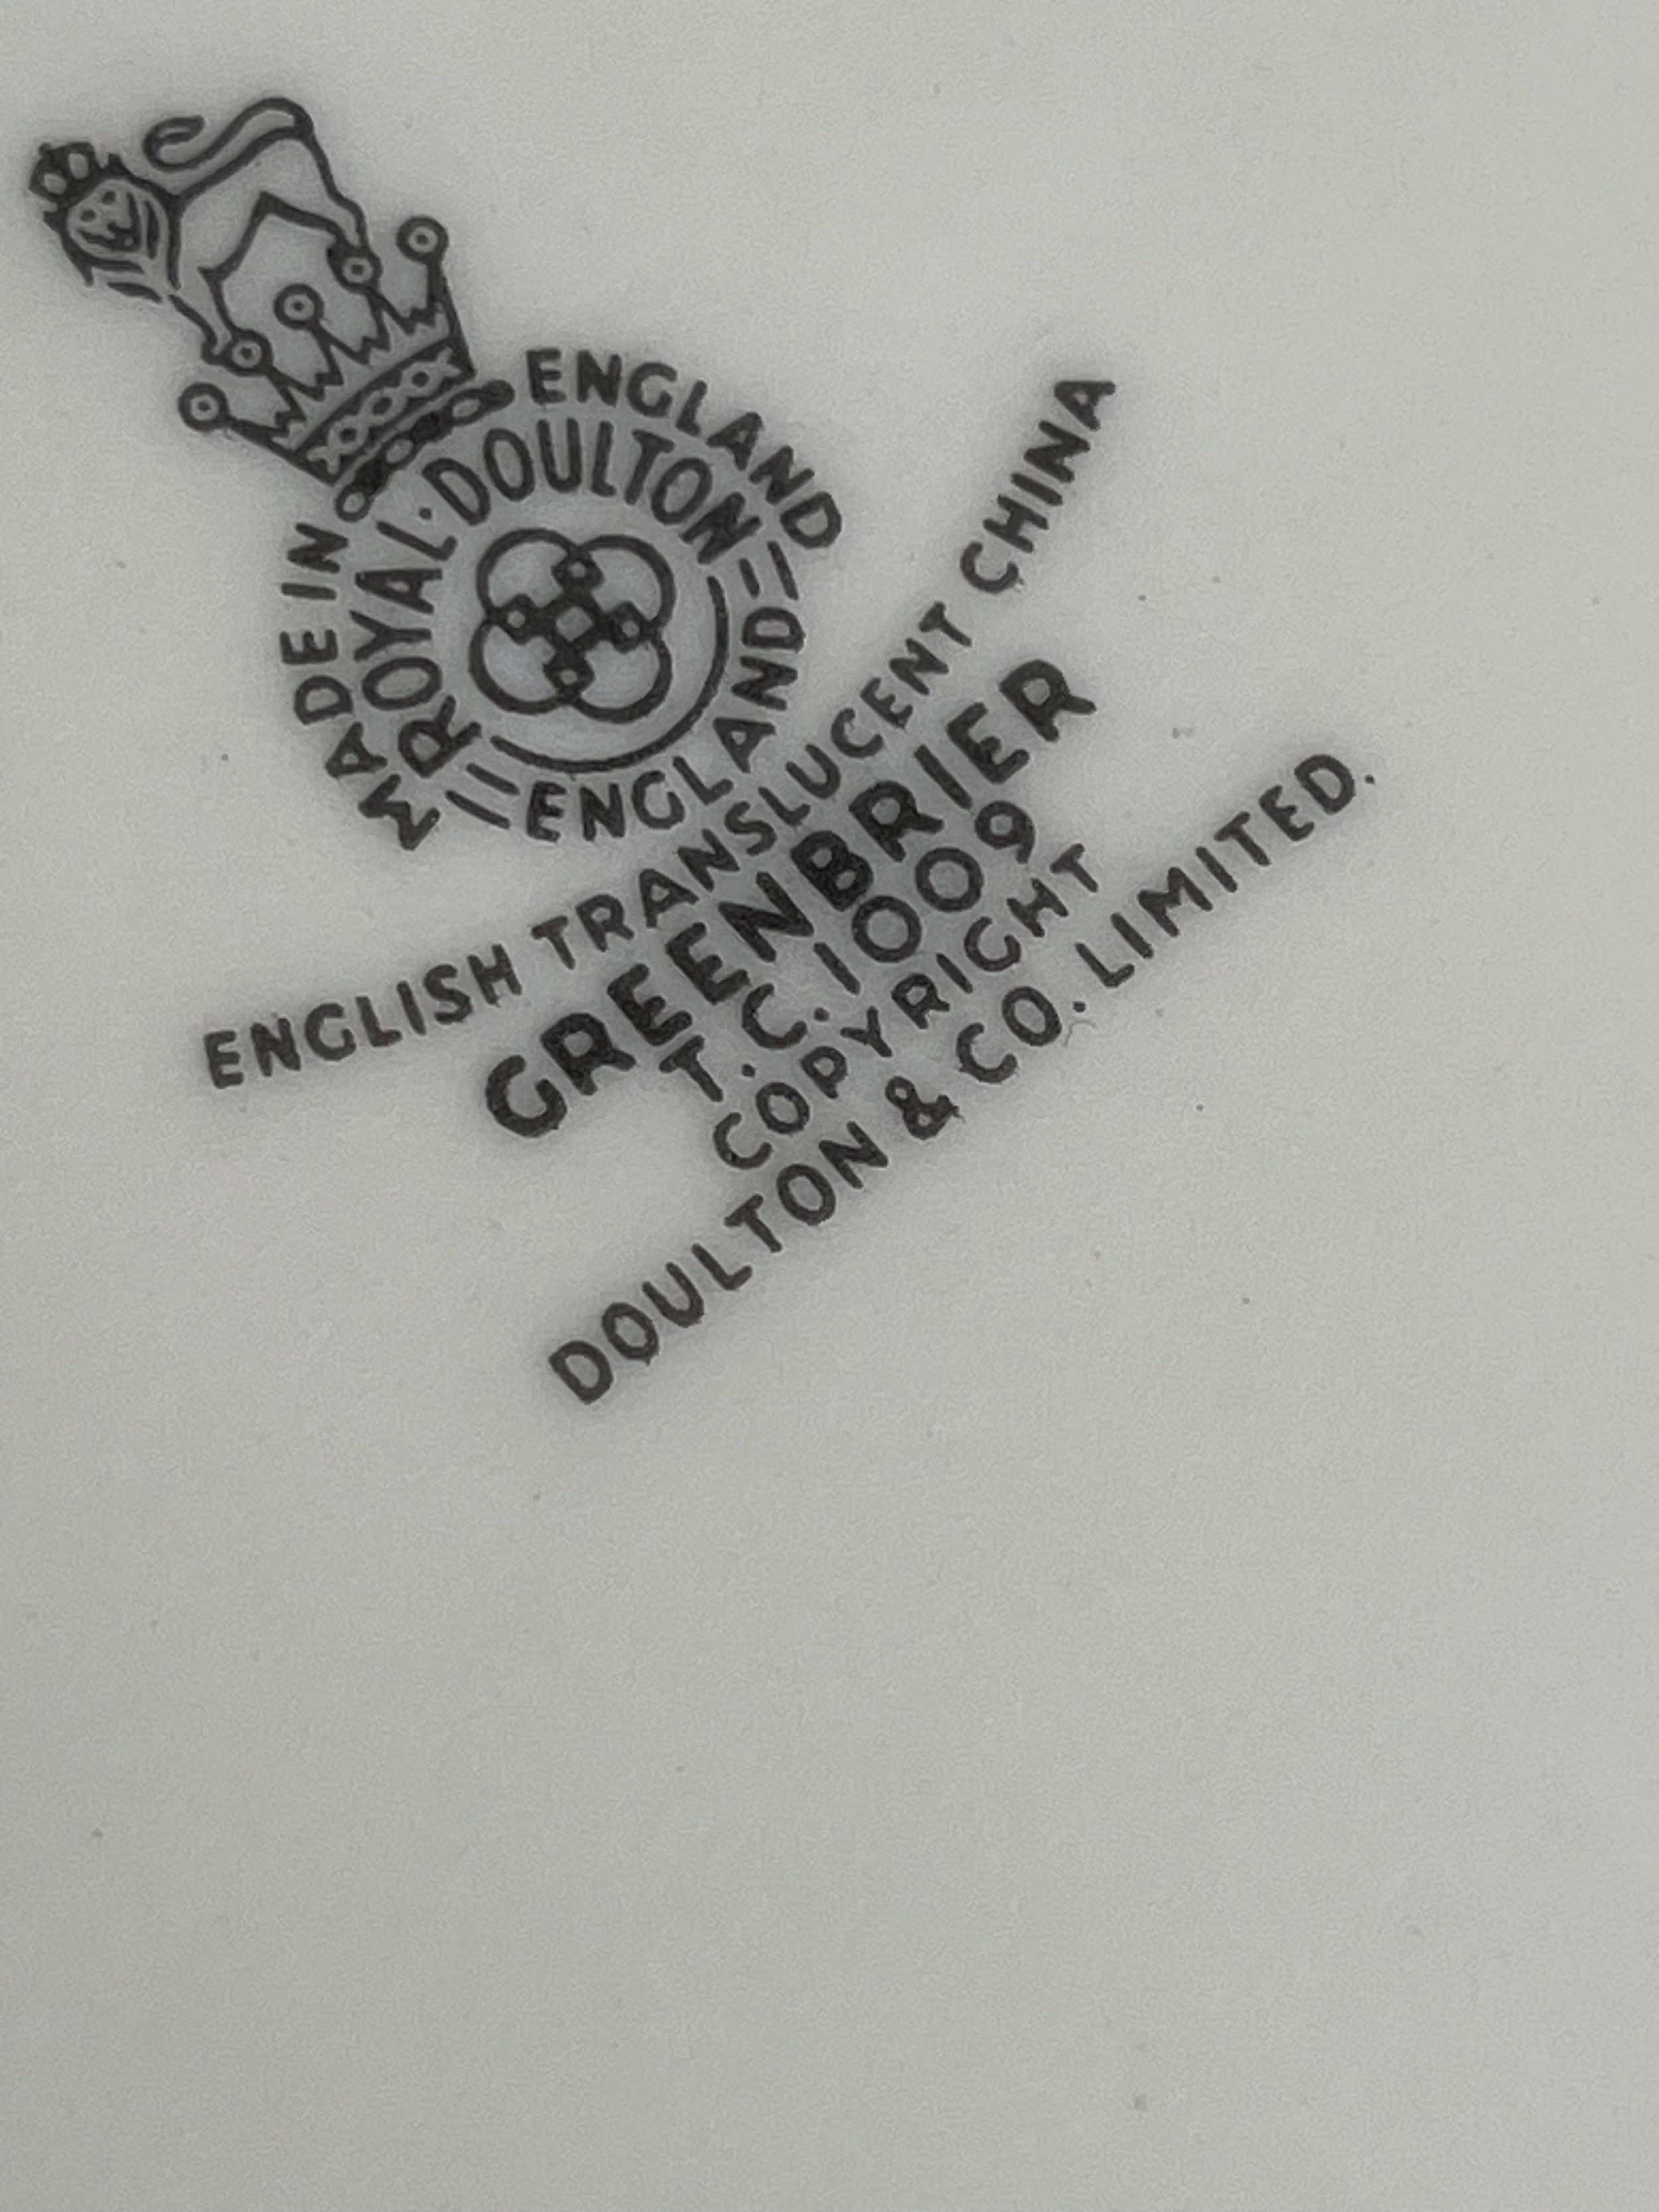 MADE IN ENGLAND
ROYAL·DOULTON
ENGLAND
ENGLISH TRANSLUCENT CHINA
GREENBRIER
T.C.1009
COPYRIGHT
DOULTON & CO. LIMITED.